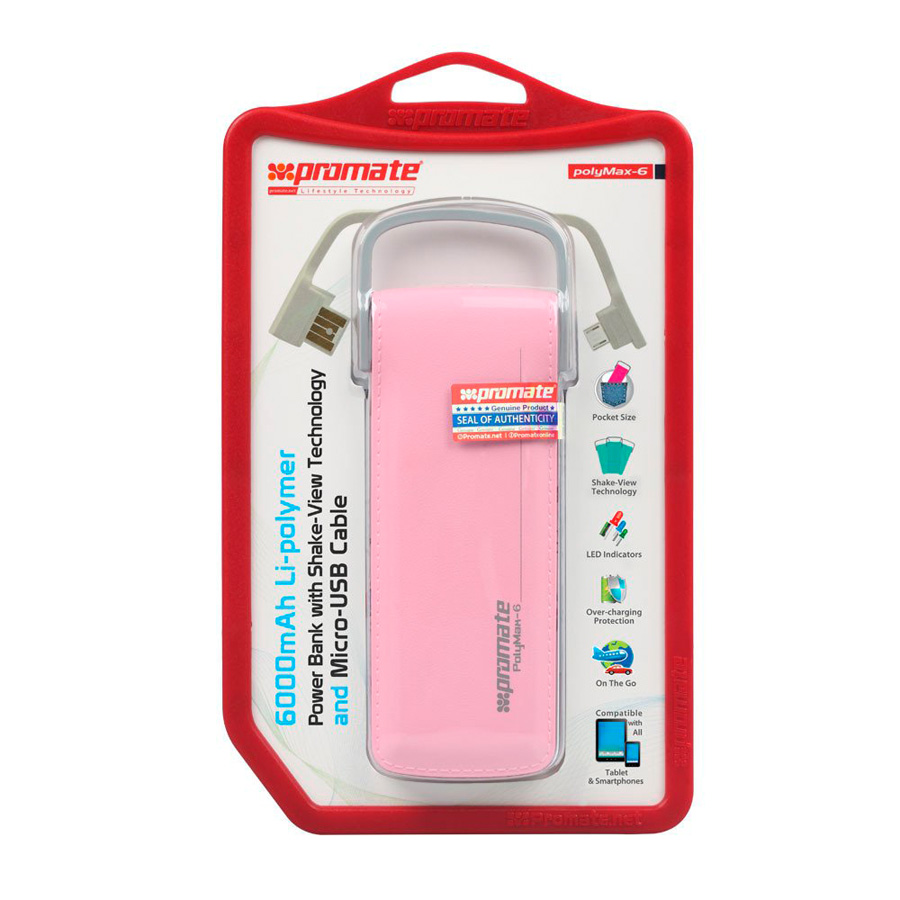 promate
promate
promate.net Lifestyle Technology
polyMax-6
promate
Genuine Product
SEAL OF AUTHENTICITY
@Promate.net | @Promateonline
Pocket Size
Shake-View
Technology
LED Indicators
Over-charging
Protection
On The Go
Compatible
with
All
Tablet
& Smartphones
6000mAh Li-polymer
Power Bank with Shake-View Technology
and Micro-USB Cable
promate
PolyMax-6
promate
promate.net